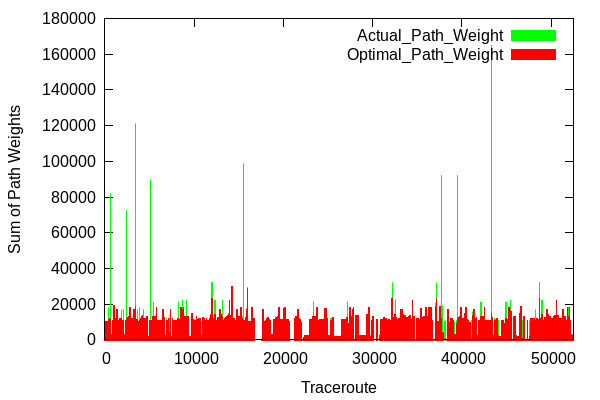 180000
160000
140000
120000
100000
80000
60000
40000
20000
0
Sum of Path Weights
Actual_Path_Weight
Optimal_Path_Weight
0 10000 20000 30000 40000 50000
Traceroute